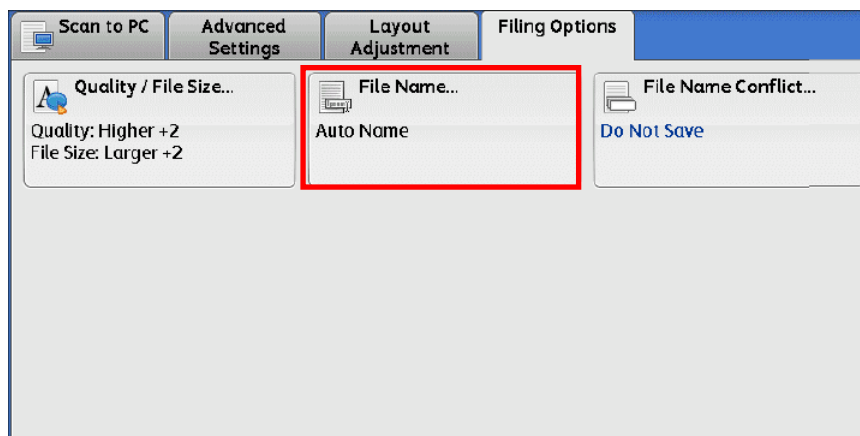 Scan to PC
Advanced
Settings
Layout
Adjustment
Filing Options
Quality / File Size...
Quality: Higher +2
File Size: Larger +2
File Name...
Auto Name
File Name Conflict...
Do Not Save